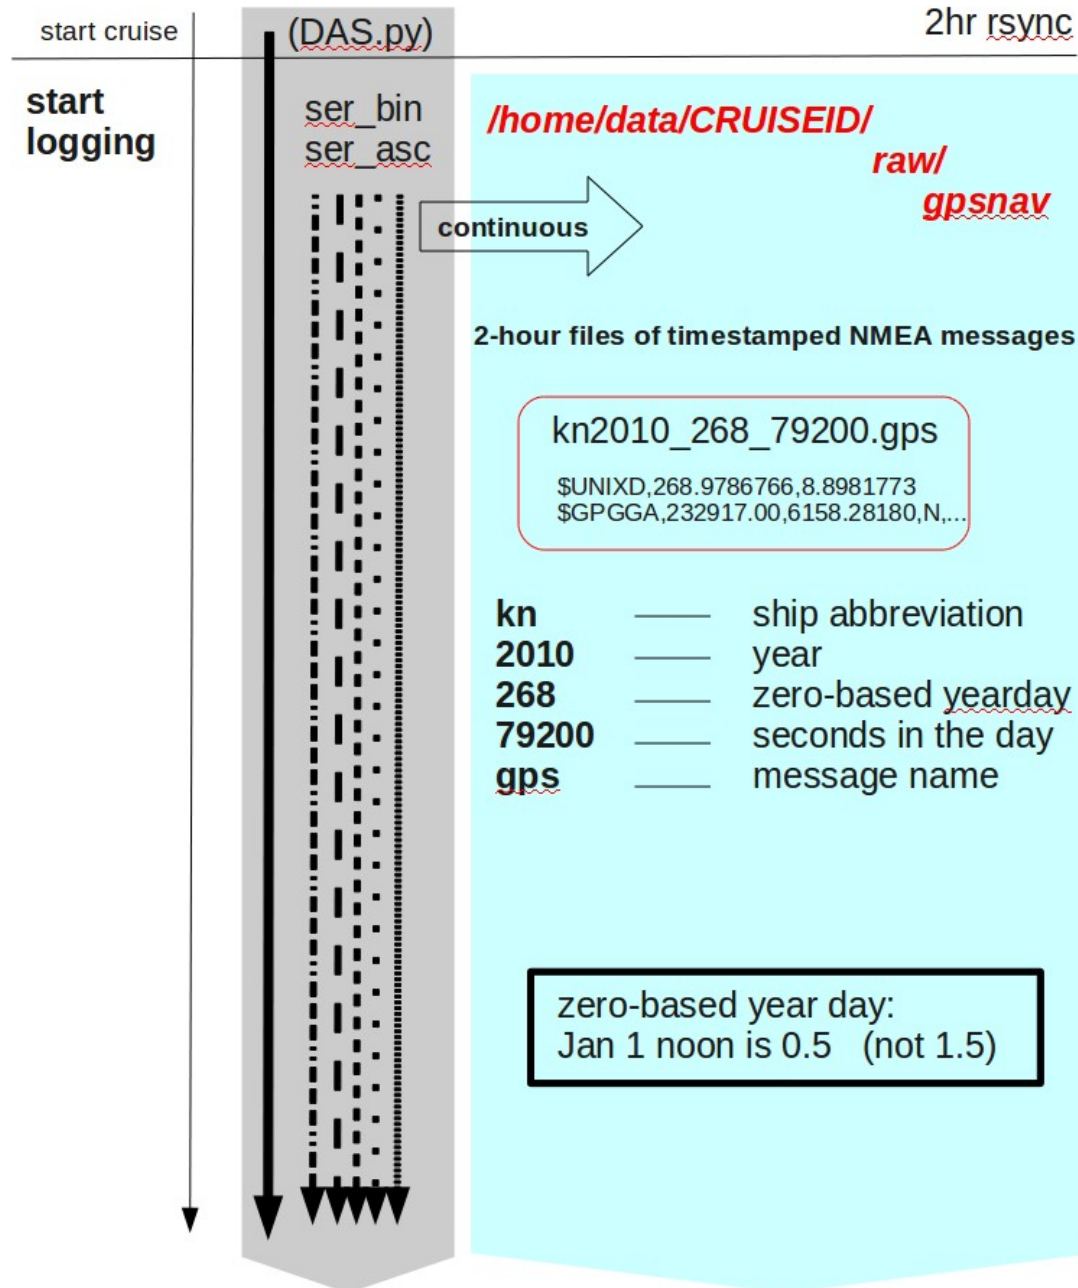 start cruise
(DAS.py)
2hr rsync
start
logging
ser_bin
ser_asc
/home/data/CRUISEID/
raw/
gpsnav
continuous
2-hour files of timestamped NMEA messages
kn2010_268_79200.gps
$UNIXD,268.9786766,8.8981773
$GPGGA,232917.00,6158.28180,N,...
kn ship abbreviation
2010 year
268 zero-based yearday
79200 seconds in the day
gps message name
zero-based year day:
Jan 1 noon is 0.5 (not 1.5)